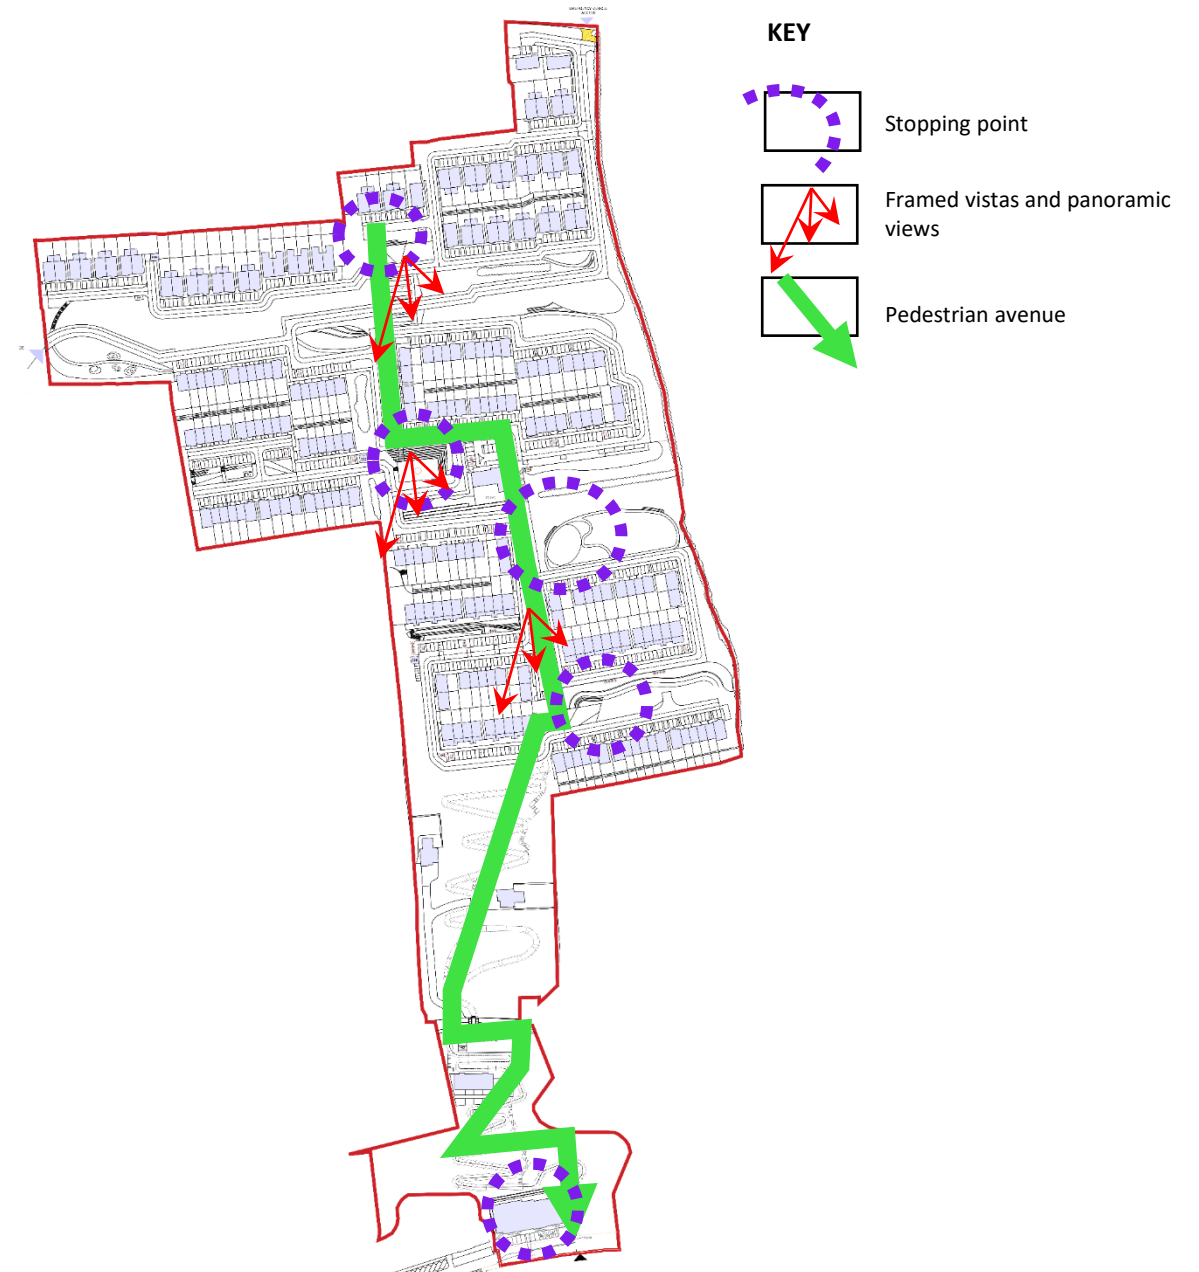 KEY
Stopping point
Framed vistas and panoramic
views
Pedestrian avenue